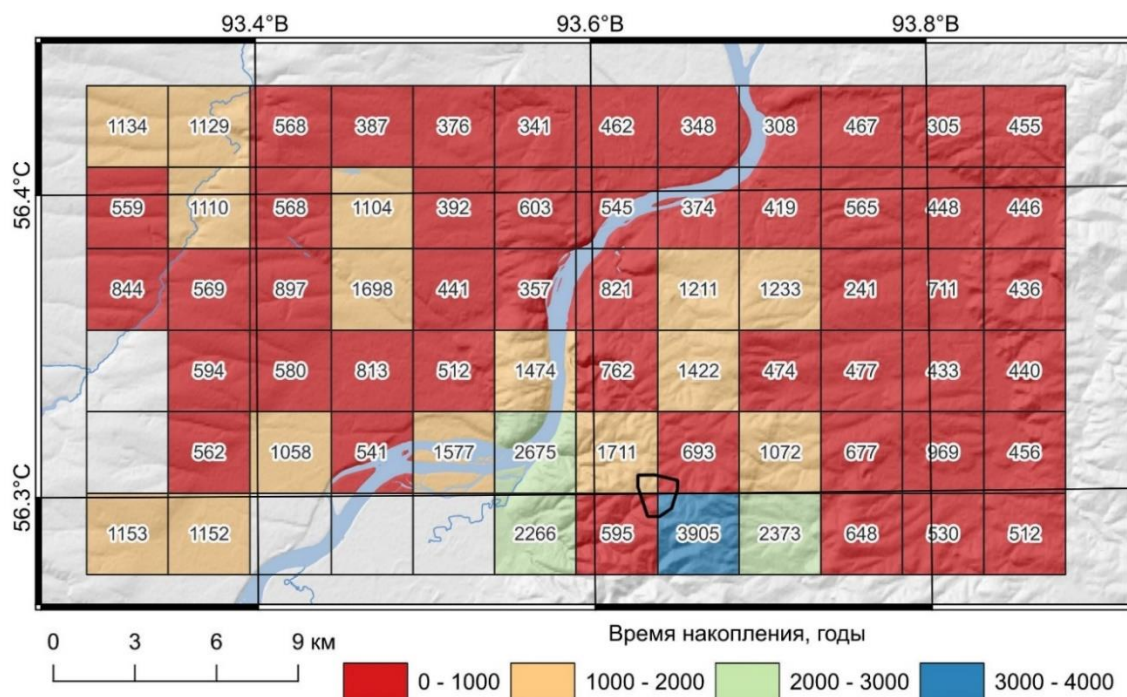 93.4°В 93.6°В 93.8°В
1134 1129 568 387 376 341 462 348 308 467 305 455
56.4°С
559 1110 568 1104 392 603 545 374 419 565 448 446
844 569 897 1698 441 357 821 1211 1233 241 711 436
594 580 813 512 1474 762 1422 474 477 433 440
562 1058 541 1577 2675 1711 693 1072 677 969 456
56.3°С
1153 1152 2266 595 3905 2373 648 530 512
0 3 6 9 км
Время накопления, годы
0 - 1000 1000 - 2000 2000 - 3000 3000 - 4000